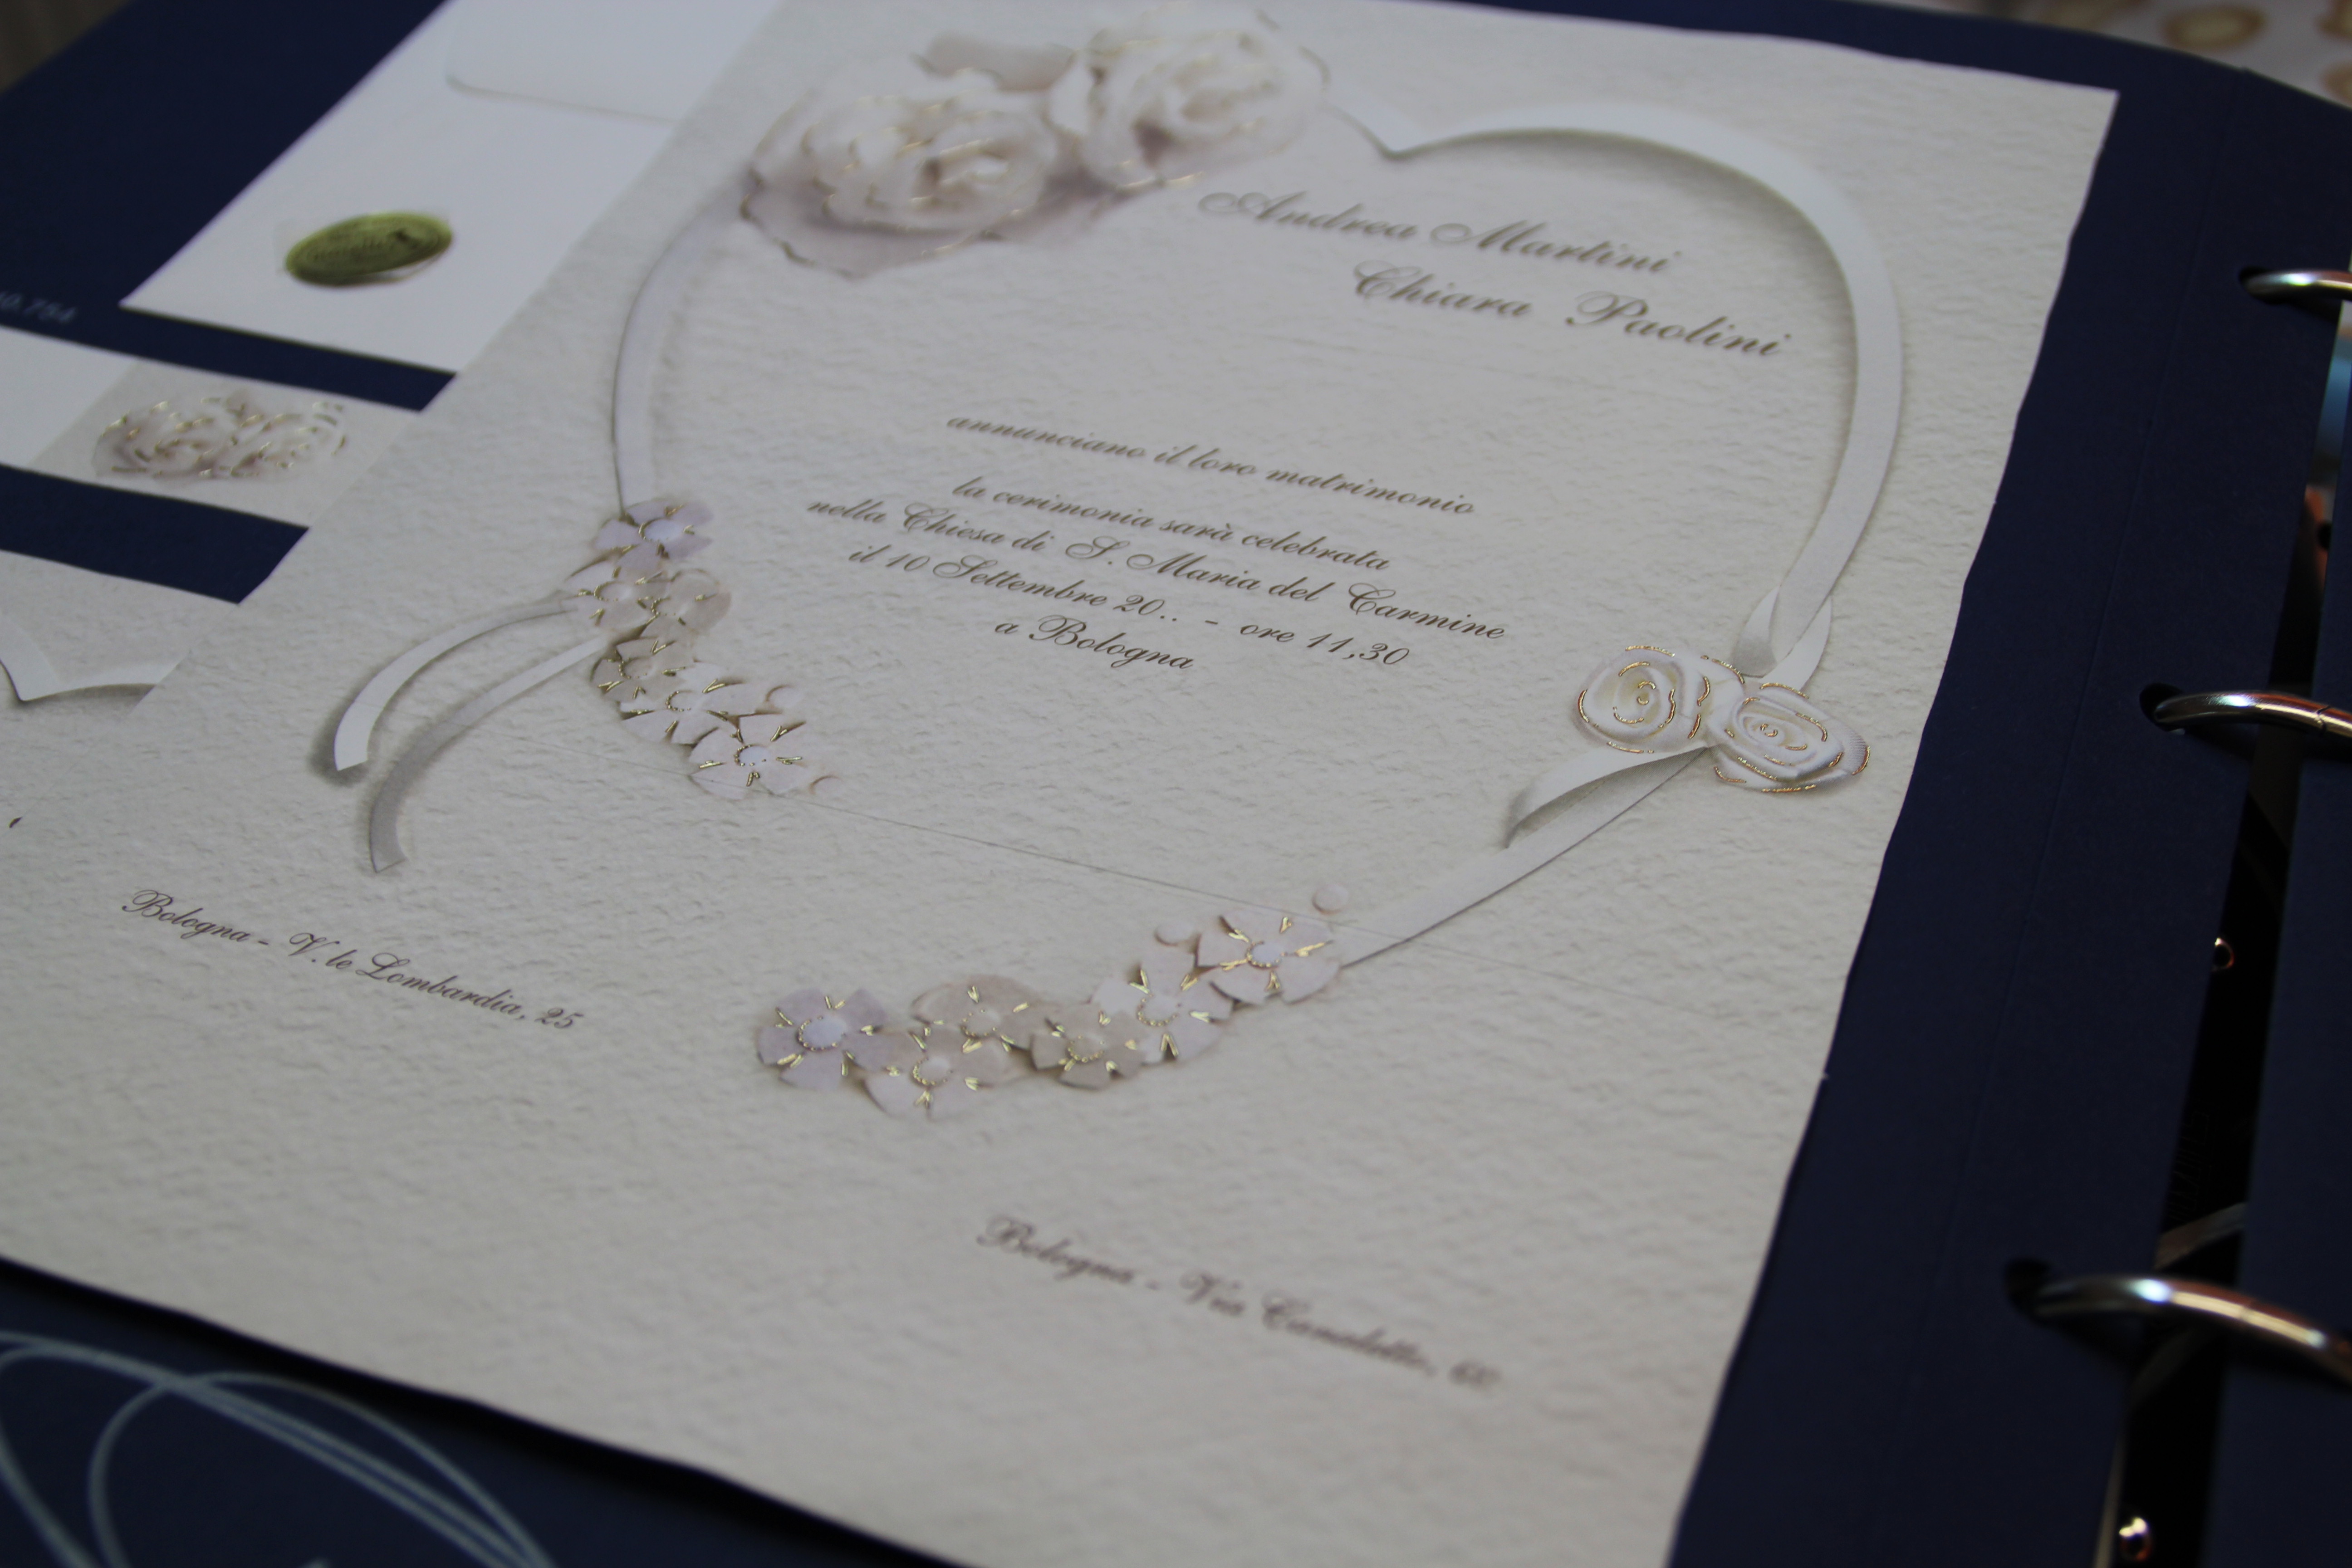 Andrea Martini
Chiara Paolini
annunciano il loro matrimonio
la cerimonia sarà celebrata
nella Chiesa di S. Maria del Carmine
il 10 Settembre 20.. - ore 11,30
a Bologna
Bologna - V.le Lombardia, 25
Bologna - Via